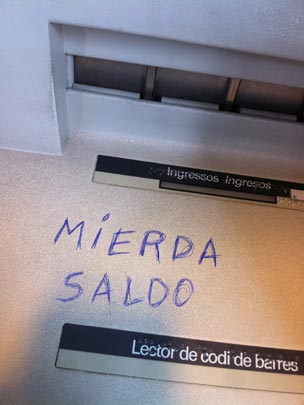 Ingressos Ingresos
MiERDA
SALDO
Lector de codi de barres